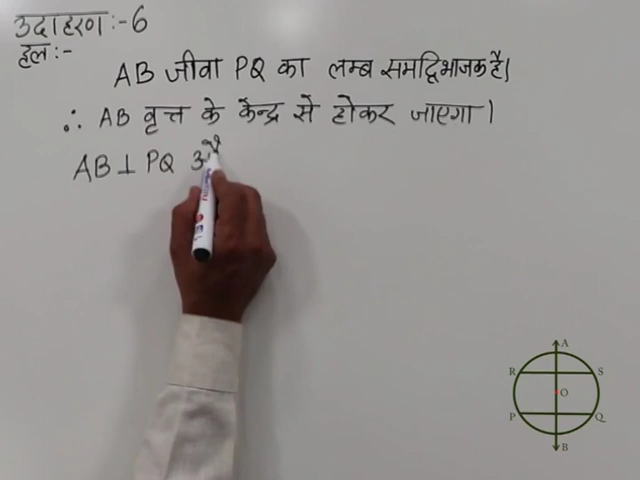 उदाहरण:-6
हल:-
AB जीवा PQ का लम्ब समद्विभाजक है।
∴ AB वृत्त के केन्द्र से होकर जाएगा।
AB ⊥ PQ
A
R S
O
P Q
B